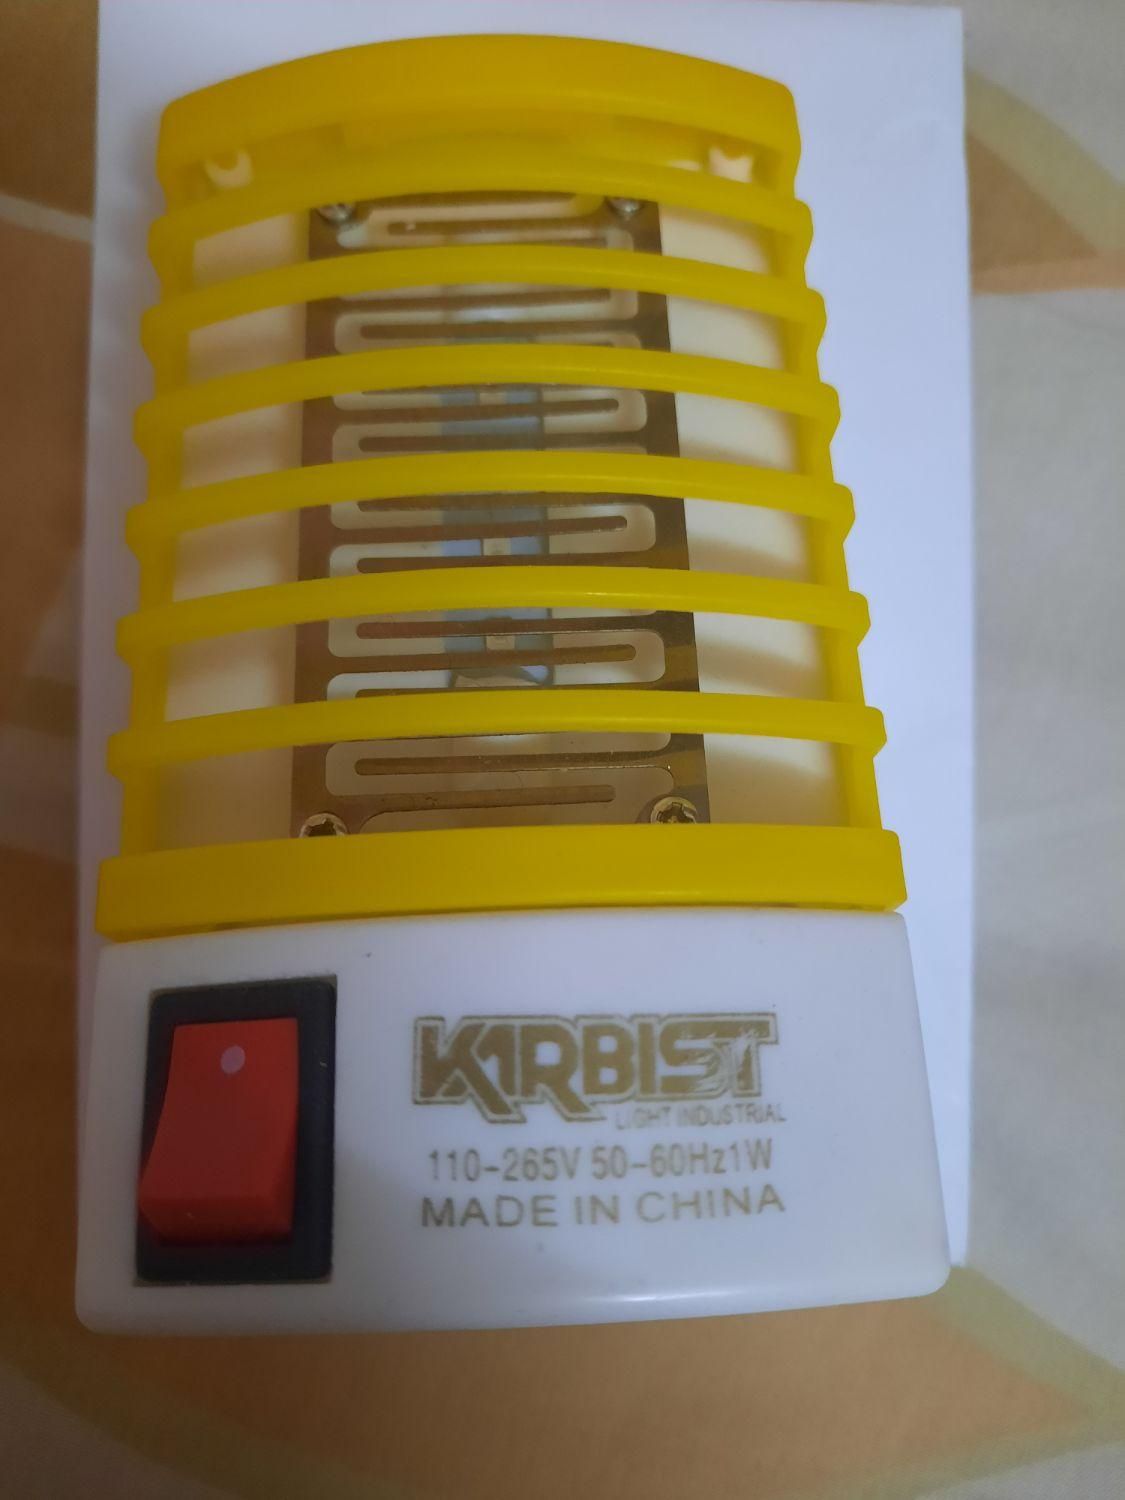 KIRBIST
LIGHT INDUSTRIAL
110-265V 50-60Hz1W
MADE IN CHINA